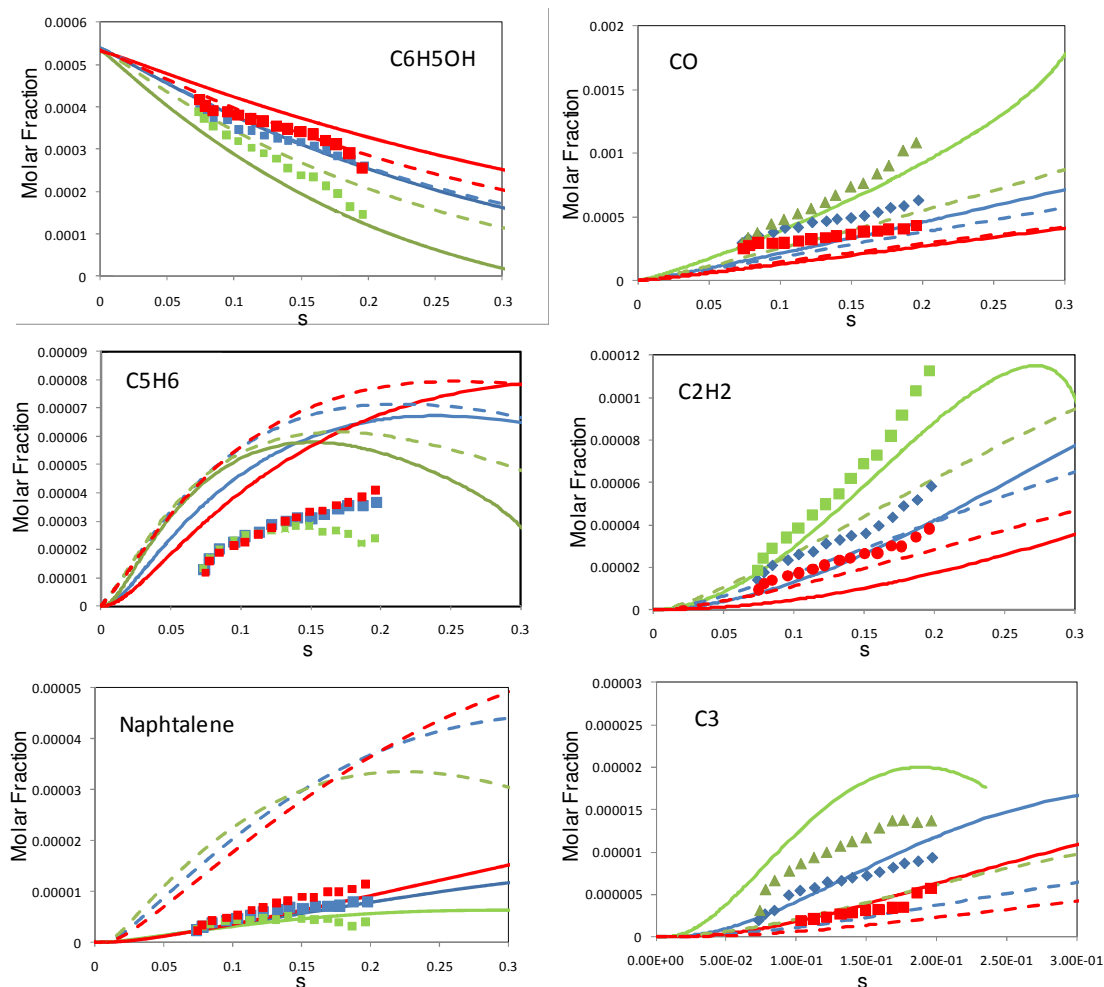 C6H5OH
Molar Fraction
0.0006
0.0005
0.0004
0.0003
0.0002
0.0001
0
0 0.05 0.1 0.15 0.2 0.25 0.3
s
CO
Molar Fraction
0.002
0.0015
0.001
0.0005
0
0 0.05 0.1 0.15 0.2 0.25 0.3
s
C5H6
Molar Fraction
0.00009
0.00008
0.00007
0.00006
0.00005
0.00004
0.00003
0.00002
0.00001
0
0 0.05 0.1 0.15 0.2 0.25 0.3
s
C2H2
Molar Fraction
0.00012
0.0001
0.00008
0.00006
0.00004
0.00002
0
0 0.05 0.1 0.15 0.2 0.25 0.3
s
Naphtalene
Molar Fraction
0.00005
0.00004
0.00003
0.00002
0.00001
0
0 0.05 0.1 0.15 0.2 0.25 0.3
s
C3
Molar Fraction
0.00003
0.000025
0.00002
0.000015
0.00001
0.000005
0
0.00E+00 5.00E-02 1.00E-01 1.50E-01 2.00E-01 2.50E-01 3.00E-01
s